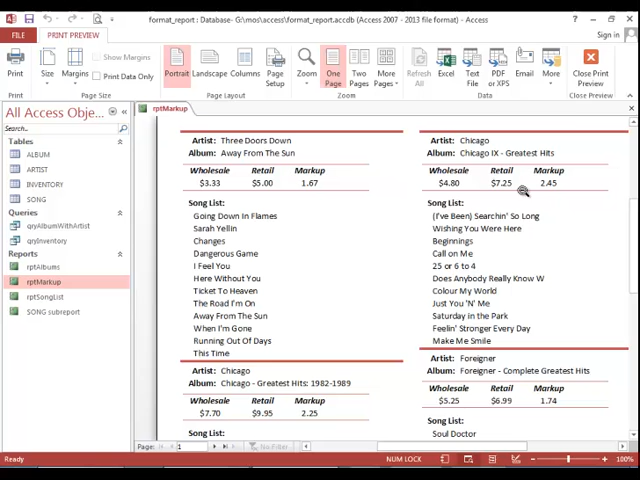 format_report : Database- G:\mos\access\format_report.accdb (Access 2007 - 2013 file format) - Access
Sign in
FILE
PRINT PREVIEW
Print
Size
Margins
Show Margins
Print Data Only
Portrait
Landscape
Columns
Page Setup
Zoom
One Page
Two Pages
More Pages
Refresh All
Excel
Text File
PDF or XPS
Email
More
Close Print Preview
Print
Page Size
Page Layout
Zoom
Data
Close Preview
All Access Obje...
Search...
Tables
ALBUM
ARTIST
INVENTORY
SONG
Queries
qryAlbumWithArtist
qryInventory
Reports
rptAlbums
rptMarkup
rptSongList
SONG subreport
rptMarkup
Artist: Three Doors Down
Album: Away From The Sun
Wholesale Retail Markup
$3.33 $5.00 1.67
Song List:
Going Down In Flames
Sarah Yellin
Changes
Dangerous Game
I Feel You
Here Without You
Ticket To Heaven
The Road I'm On
Away From The Sun
When I'm Gone
Running Out Of Days
This Time
Artist: Chicago
Album: Chicago - Greatest Hits: 1982-1989
Wholesale Retail Markup
$7.70 $9.95 2.25
Song List:
Artist: Chicago
Album: Chicago IX - Greatest Hits
Wholesale Retail Markup
$4.80 $7.25 2.45
Song List:
(I've Been) Searchin' So Long
Wishing You Were Here
Beginnings
Call on Me
25 or 6 to 4
Does Anybody Really Know W
Colour My World
Just You 'N' Me
Saturday in the Park
Feelin' Stronger Every Day
Make Me Smile
Artist: Foreigner
Album: Foreigner - Complete Greatest Hits
Wholesale Retail Markup
$5.25 $6.99 1.74
Song List:
Soul Doctor
Page: 1
No Filter
Ready
NUM LOCK
100%